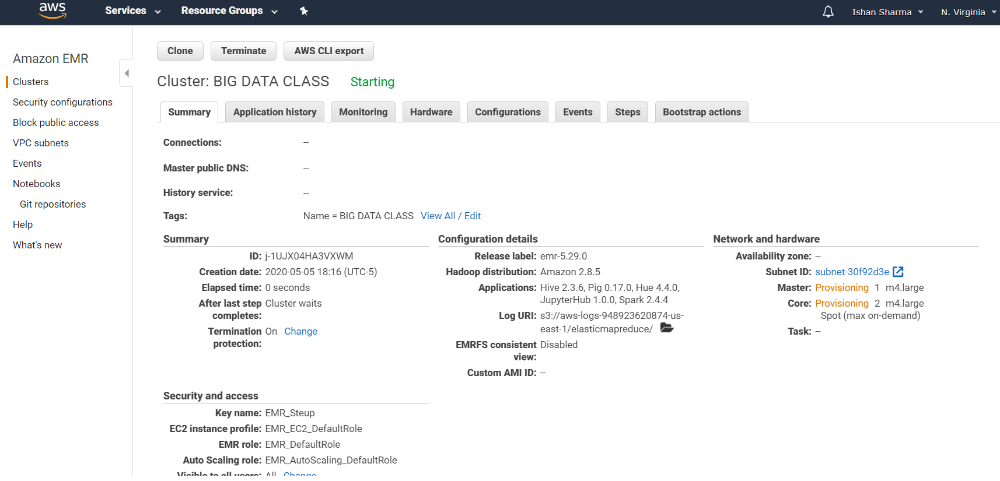 aws Services Resource Groups Ishan Sharma N. Virginia
Amazon EMR
Clusters
Security configurations
Block public access
VPC subnets
Events
Notebooks
Git repositories
Help
What's new
Clone Terminate AWS CLI export
Cluster: BIG DATA CLASS Starting
Summary Application history Monitoring Hardware Configurations Events Steps Bootstrap actions
Connections: --
Master public DNS: --
History service: --
Tags: Name = BIG DATA CLASS View All / Edit
Summary
ID: j-1UJX04HA3VXWM
Creation date: 2020-05-05 18:16 (UTC-5)
Elapsed time: 0 seconds
After last step Cluster waits
completes:
Termination On Change
protection:
Configuration details
Release label: emr-5.29.0
Hadoop distribution: Amazon 2.8.5
Applications: Hive 2.3.6, Pig 0.17.0, Hue 4.4.0,
JupyterHub 1.0.0, Spark 2.4.4
Log URI: s3://aws-logs-948923620874-us-
east-1/elasticmapreduce/
EMRFS consistent Disabled
view:
Custom AMI ID: --
Network and hardware
Availability zone: --
Subnet ID: subnet-30f92d3e
Master: Provisioning 1 m4.large
Core: Provisioning 2 m4.large
Spot (max on-demand)
Task: --
Security and access
Key name: EMR_Steup
EC2 instance profile: EMR_EC2_DefaultRole
EMR role: EMR_DefaultRole
Auto Scaling role: EMR_AutoScaling_DefaultRole
Visible to all users: All Change